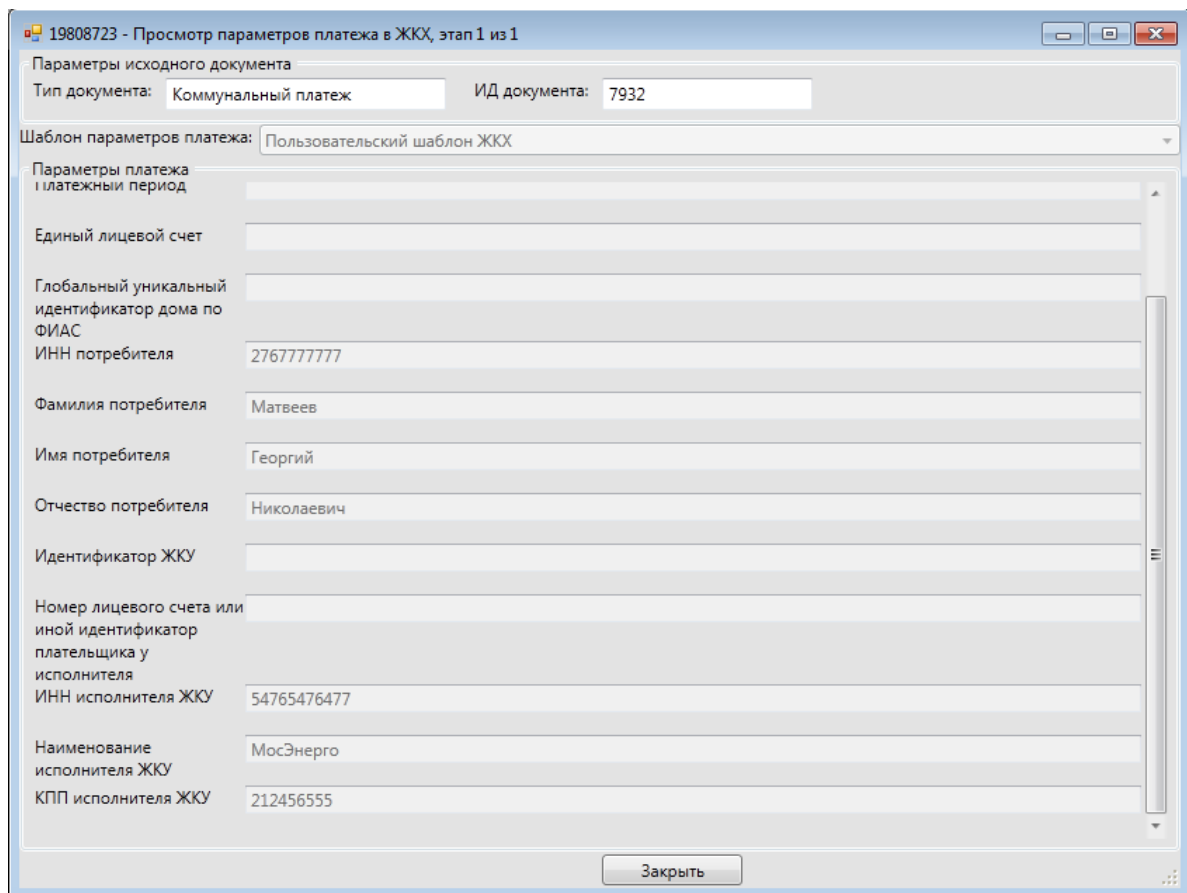 19808723 - Просмотр параметров платежа в ЖКХ, этап 1 из 1
Параметры исходного документа
Тип документа: Коммунальный платеж ИД документа: 7932
Шаблон параметров платежа: Пользовательский шаблон ЖКХ
Параметры платежа
Платежный период
Единый лицевой счет
Глобальный уникальный
идентификатор дома по
ФИАС
ИНН потребителя 2767777777
Фамилия потребителя Матвеев
Имя потребителя Георгий
Отчество потребителя Николаевич
Идентификатор ЖКУ
Номер лицевого счета или
иной идентификатор
плательщика у
исполнителя
ИНН исполнителя ЖКУ 54765476477
Наименование МосЭнерго
исполнителя ЖКУ
КПП исполнителя ЖКУ 212456555
Закрыть